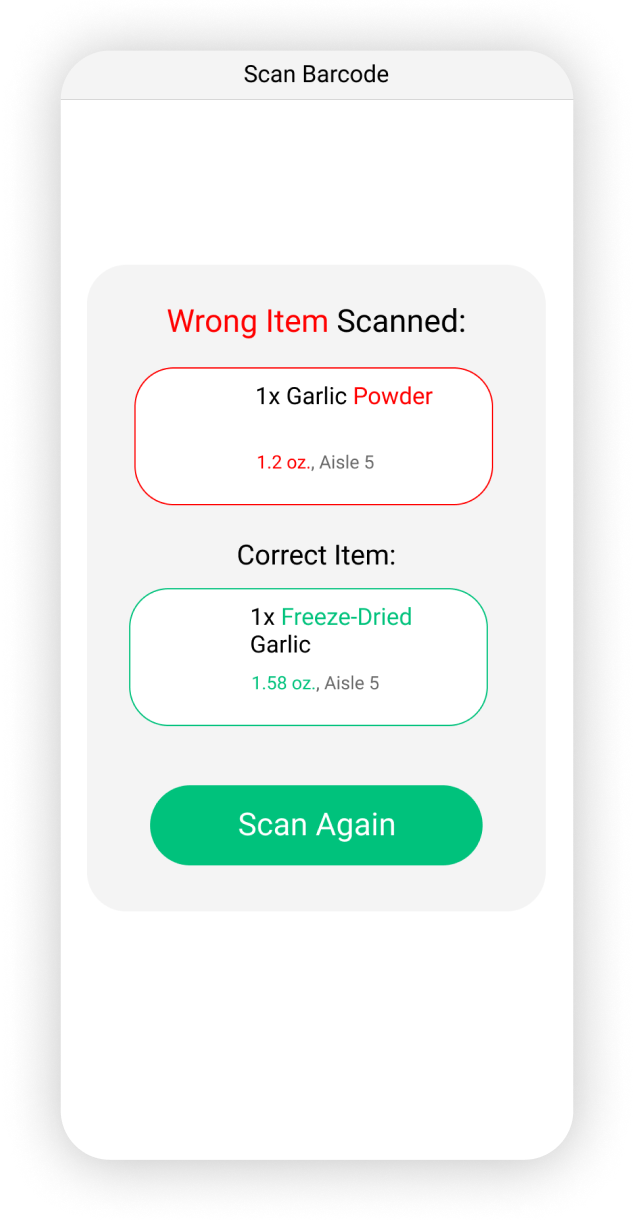 Scan Barcode
Wrong Item Scanned:
1x Garlic Powder
1.2 oz., Aisle 5
Correct Item:
1x Freeze-Dried
Garlic
1.58 oz., Aisle 5
Scan Again